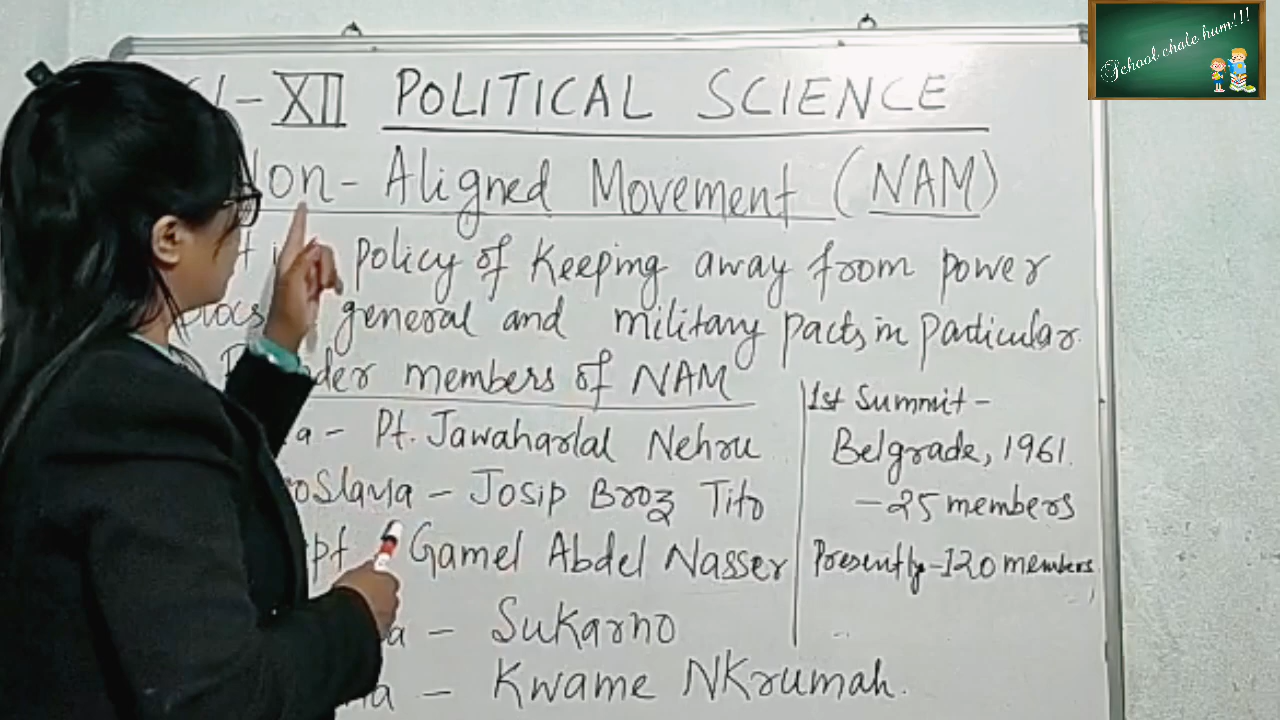 School chale hum!!!
- XII POLITICAL SCIENCE
Non-Aligned Movement (NAM)
policy of Keeping away from power
general and military pacts in particular.
members of NAM
- Pt. Jawaharlal Nehru
- Josip Broz Tito
Gamel Abdel Nasser
- Sukarno
- Kwame NKrumah.
1st Summit -
Belgrade, 1961.
- 25 members
Presently - 120 members